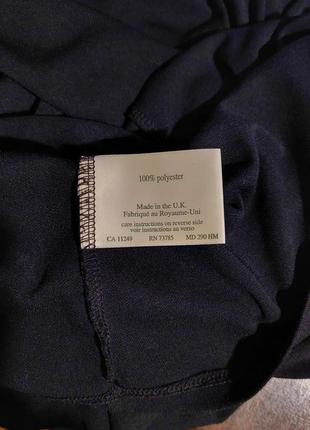 100% polyester
Made in the U.K.
Fabriqué au Royaume-Uni
care instructions on reverse side
voir instructions au verso
CA 11249 RN 73785 MD 290 HM